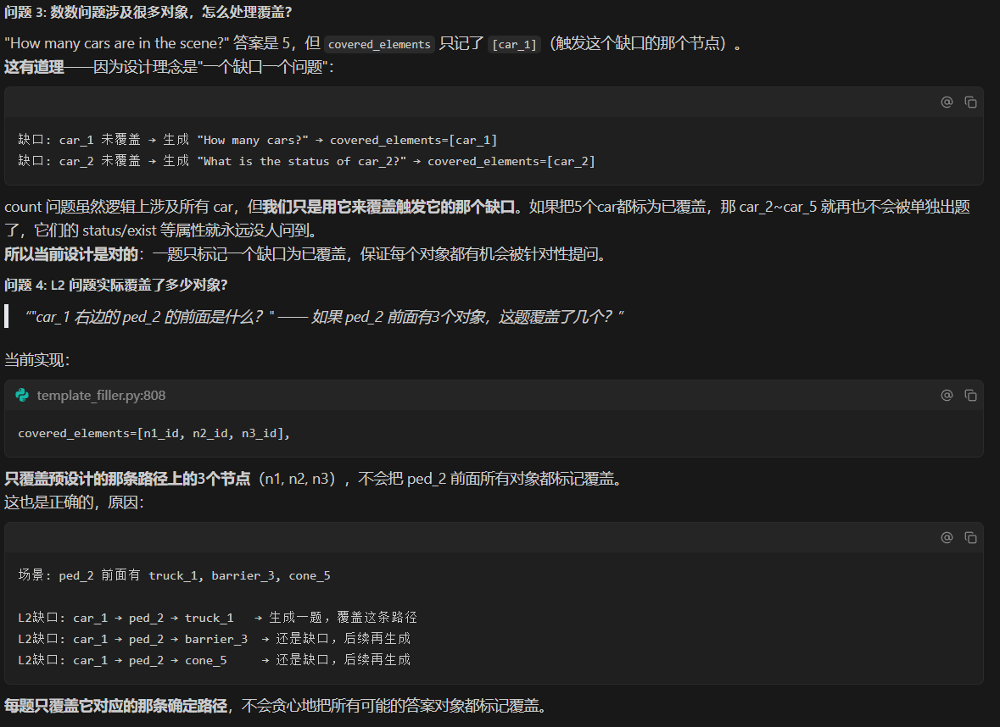 问题 3: 数数问题涉及很多对象，怎么处理覆盖?
"How many cars are in the scene?" 答案是 5，但 covered_elements 只记了 [car_1]（触发这个缺口的那个节点）。
这有道理——因为设计理念是"一个缺口一个问题"：
缺口: car_1 未覆盖 → 生成 "How many cars?" → covered_elements=[car_1]
缺口: car_2 未覆盖 → 生成 "What is the status of car_2?" → covered_elements=[car_2]
count 问题虽然逻辑上涉及所有 car，但我们只是用它来覆盖触发它的那个缺口。如果把5个car都标为已覆盖，那 car_2~car_5 就再也不会被单独出题
了，它们的 status/exist 等属性就永远没人问到。
所以当前设计是对的：一题只标记一个缺口为已覆盖，保证每个对象都有机会被针对性提问。
问题 4: L2 问题实际覆盖了多少对象?
“"car_1 右边的 ped_2 的前面是什么？" —— 如果 ped_2 前面有3个对象，这题覆盖了几个？”
当前实现：
template_filler.py:808
covered_elements=[n1_id, n2_id, n3_id],
只覆盖预设计的那条路径上的3个节点（n1, n2, n3），不会把 ped_2 前面所有对象都标记覆盖。
这也是正确的，原因：
场景: ped_2 前面有 truck_1, barrier_3, cone_5
L2缺口: car_1 → ped_2 → truck_1 → 生成一题，覆盖这条路径
L2缺口: car_1 → ped_2 → barrier_3 → 还是缺口，后续再生成
L2缺口: car_1 → ped_2 → cone_5 → 还是缺口，后续再生成
每题只覆盖它对应的那条确定路径，不会贪心地把所有可能的答案对象都标记覆盖。